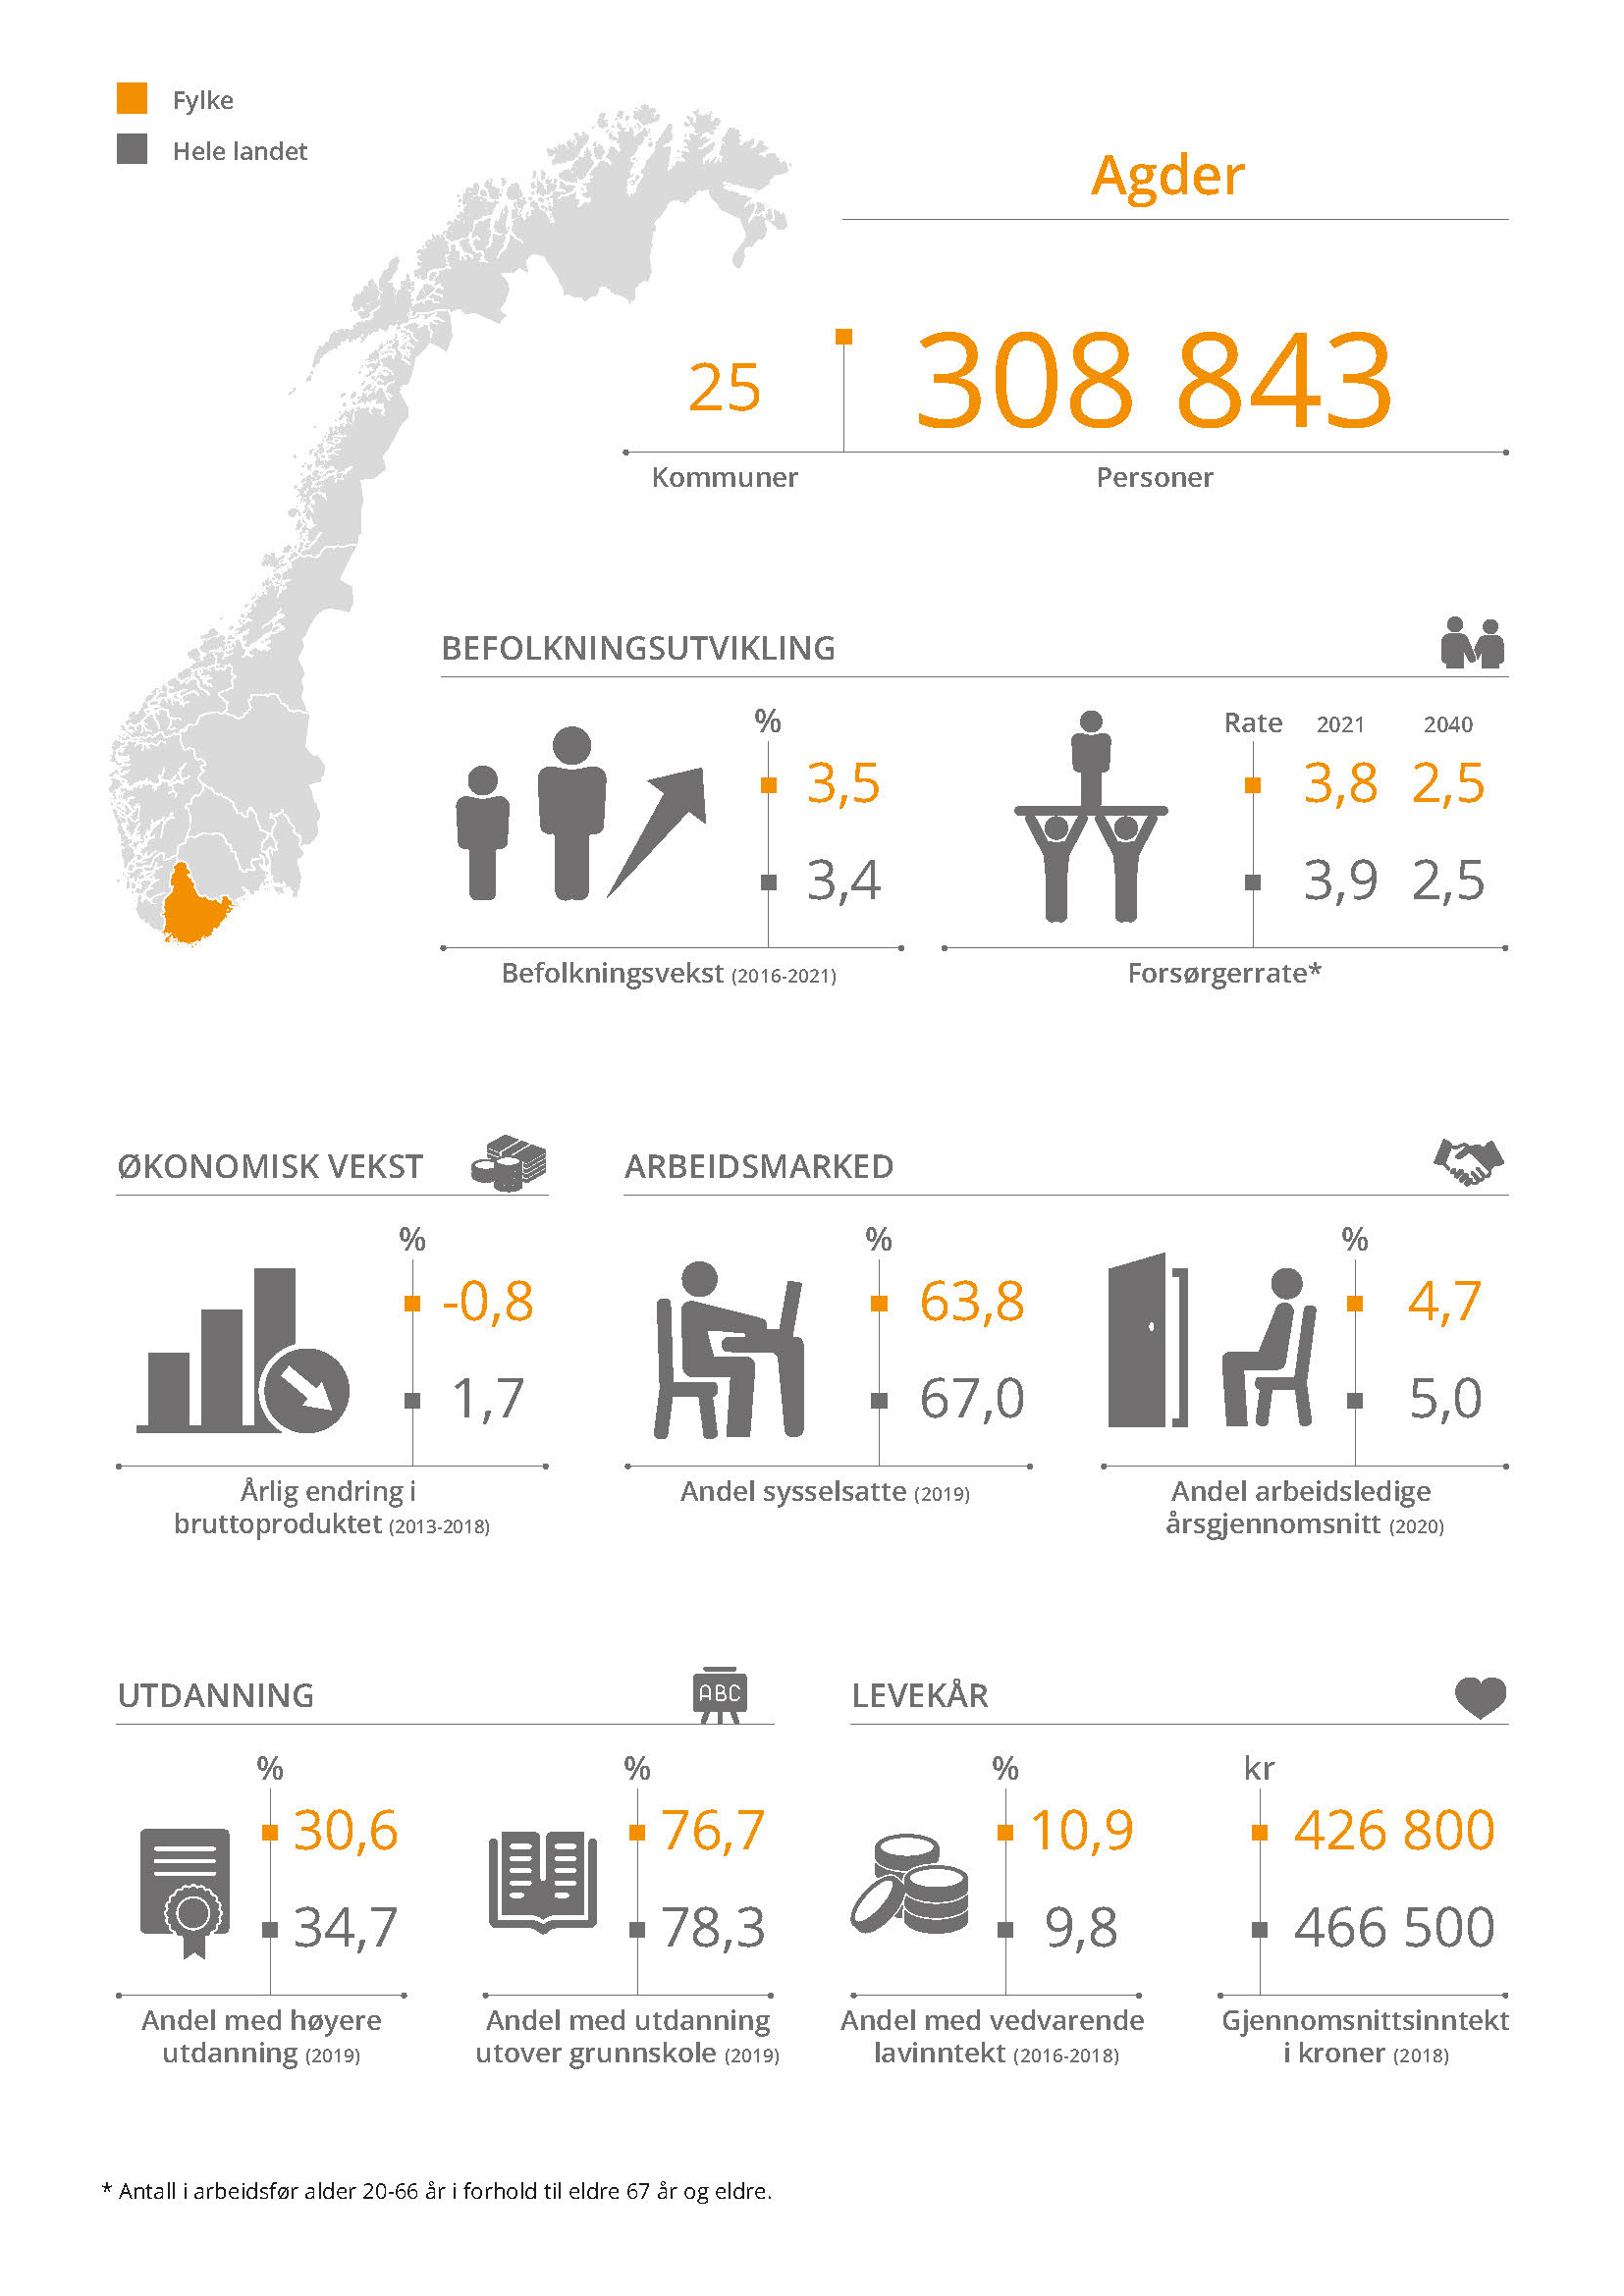 Fylke
Hele landet
Agder
25
308 843
Kommuner
Personer
BEFOLKNINGSUTVIKLING
%
3,5
3,4
Befolkningsvekst (2016-2021)
Rate 2021 2040
3,8 2,5
3,9 2,5
Forsørgerrate*
ØKONOMISK VEKST
%
-0,8
1,7
Årlig endring i
bruttoproduktet (2013-2018)
ARBEIDSMARKED
%
63,8
67,0
Andel sysselsatte (2019)
%
4,7
5,0
Andel arbeidsledige
årsgjennomsnitt (2020)
UTDANNING
ABC
%
30,6
34,7
Andel med høyere
utdanning (2019)
%
76,7
78,3
Andel med utdanning
utover grunnskole (2019)
LEVEKÅR
%
10,9
9,8
Andel med vedvarende
lavinntekt (2016-2018)
kr
426 800
466 500
Gjennomsnittsinntekt
i kroner (2018)
* Antall i arbeidsfør alder 20-66 år i forhold til eldre 67 år og eldre.